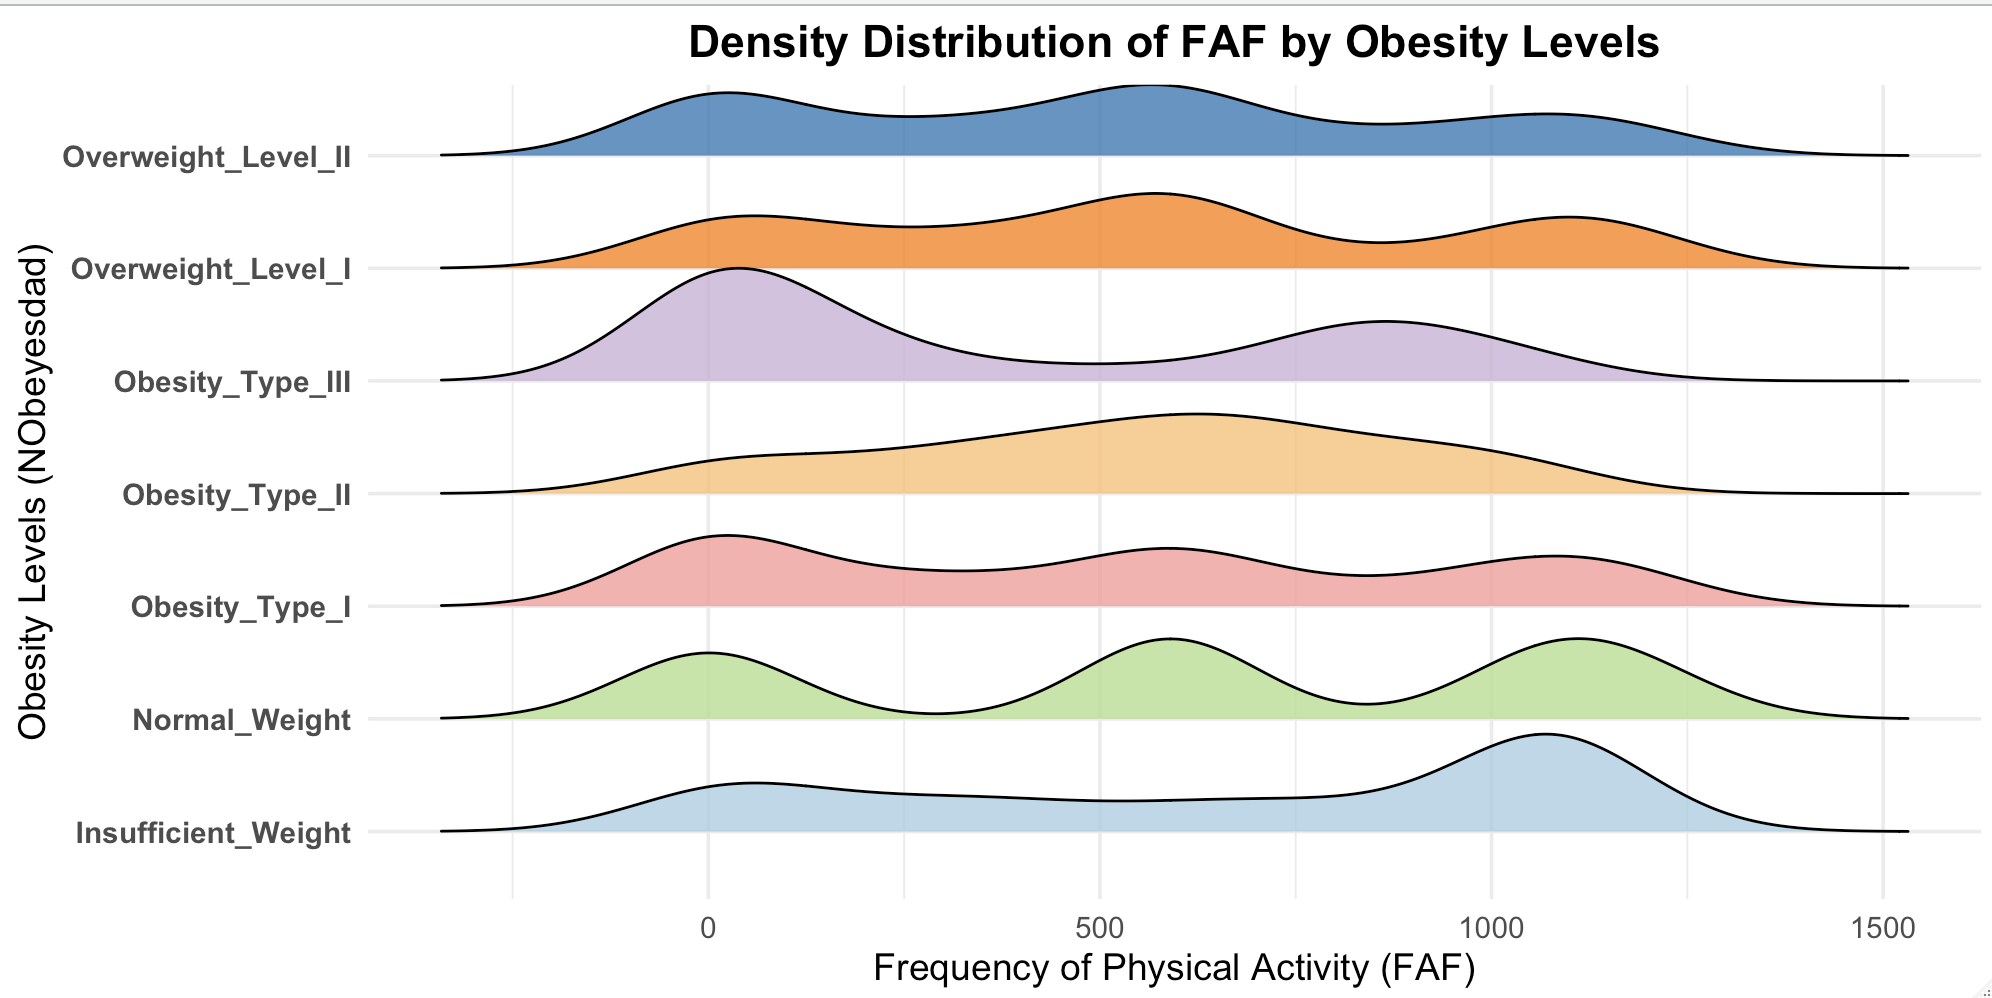 Density Distribution of FAF by Obesity Levels
Obesity Levels (NObeyesdad)
Overweight_Level_II
Overweight_Level_I
Obesity_Type_III
Obesity_Type_II
Obesity_Type_I
Normal_Weight
Insufficient_Weight
0 500 1000 1500
Frequency of Physical Activity (FAF)